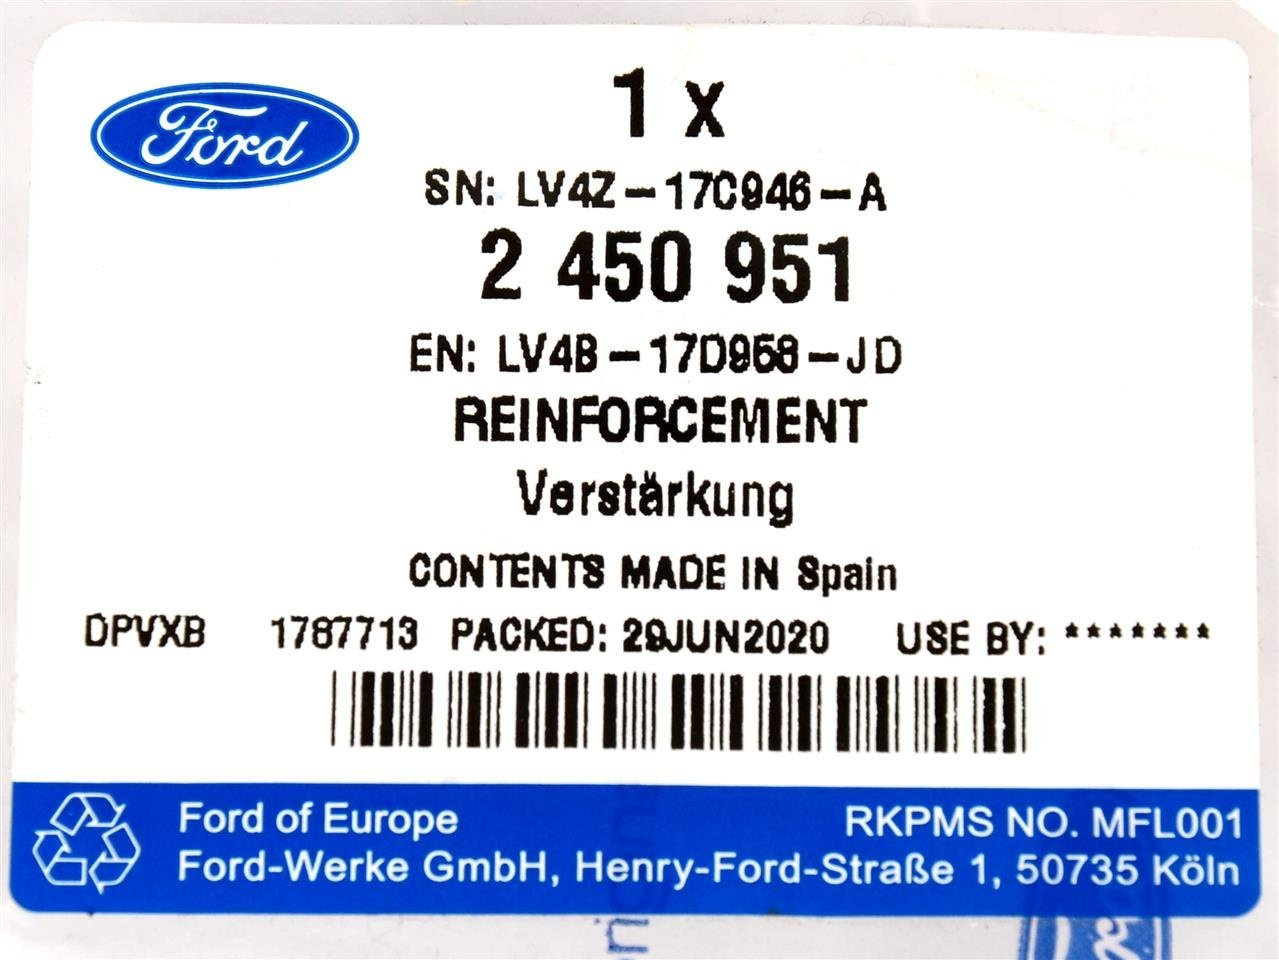 Ford
1 x
SN: LV4Z-17C946-A
2 450 951
EN: LV4B-17D958-JD
REINFORCEMENT
Verstärkung
CONTENTS MADE IN Spain
DPVXB 1787713 PACKED: 29JUN2020 USE BY: *******
Ford of Europe RKPMS NO. MFL001
Ford-Werke GmbH, Henry-Ford-Straße 1, 50735 Köln